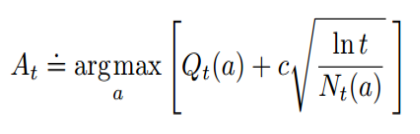 A_t ≐ argmax_a [ Q_t(a) + c √( ln t / N_t(a) ) ]